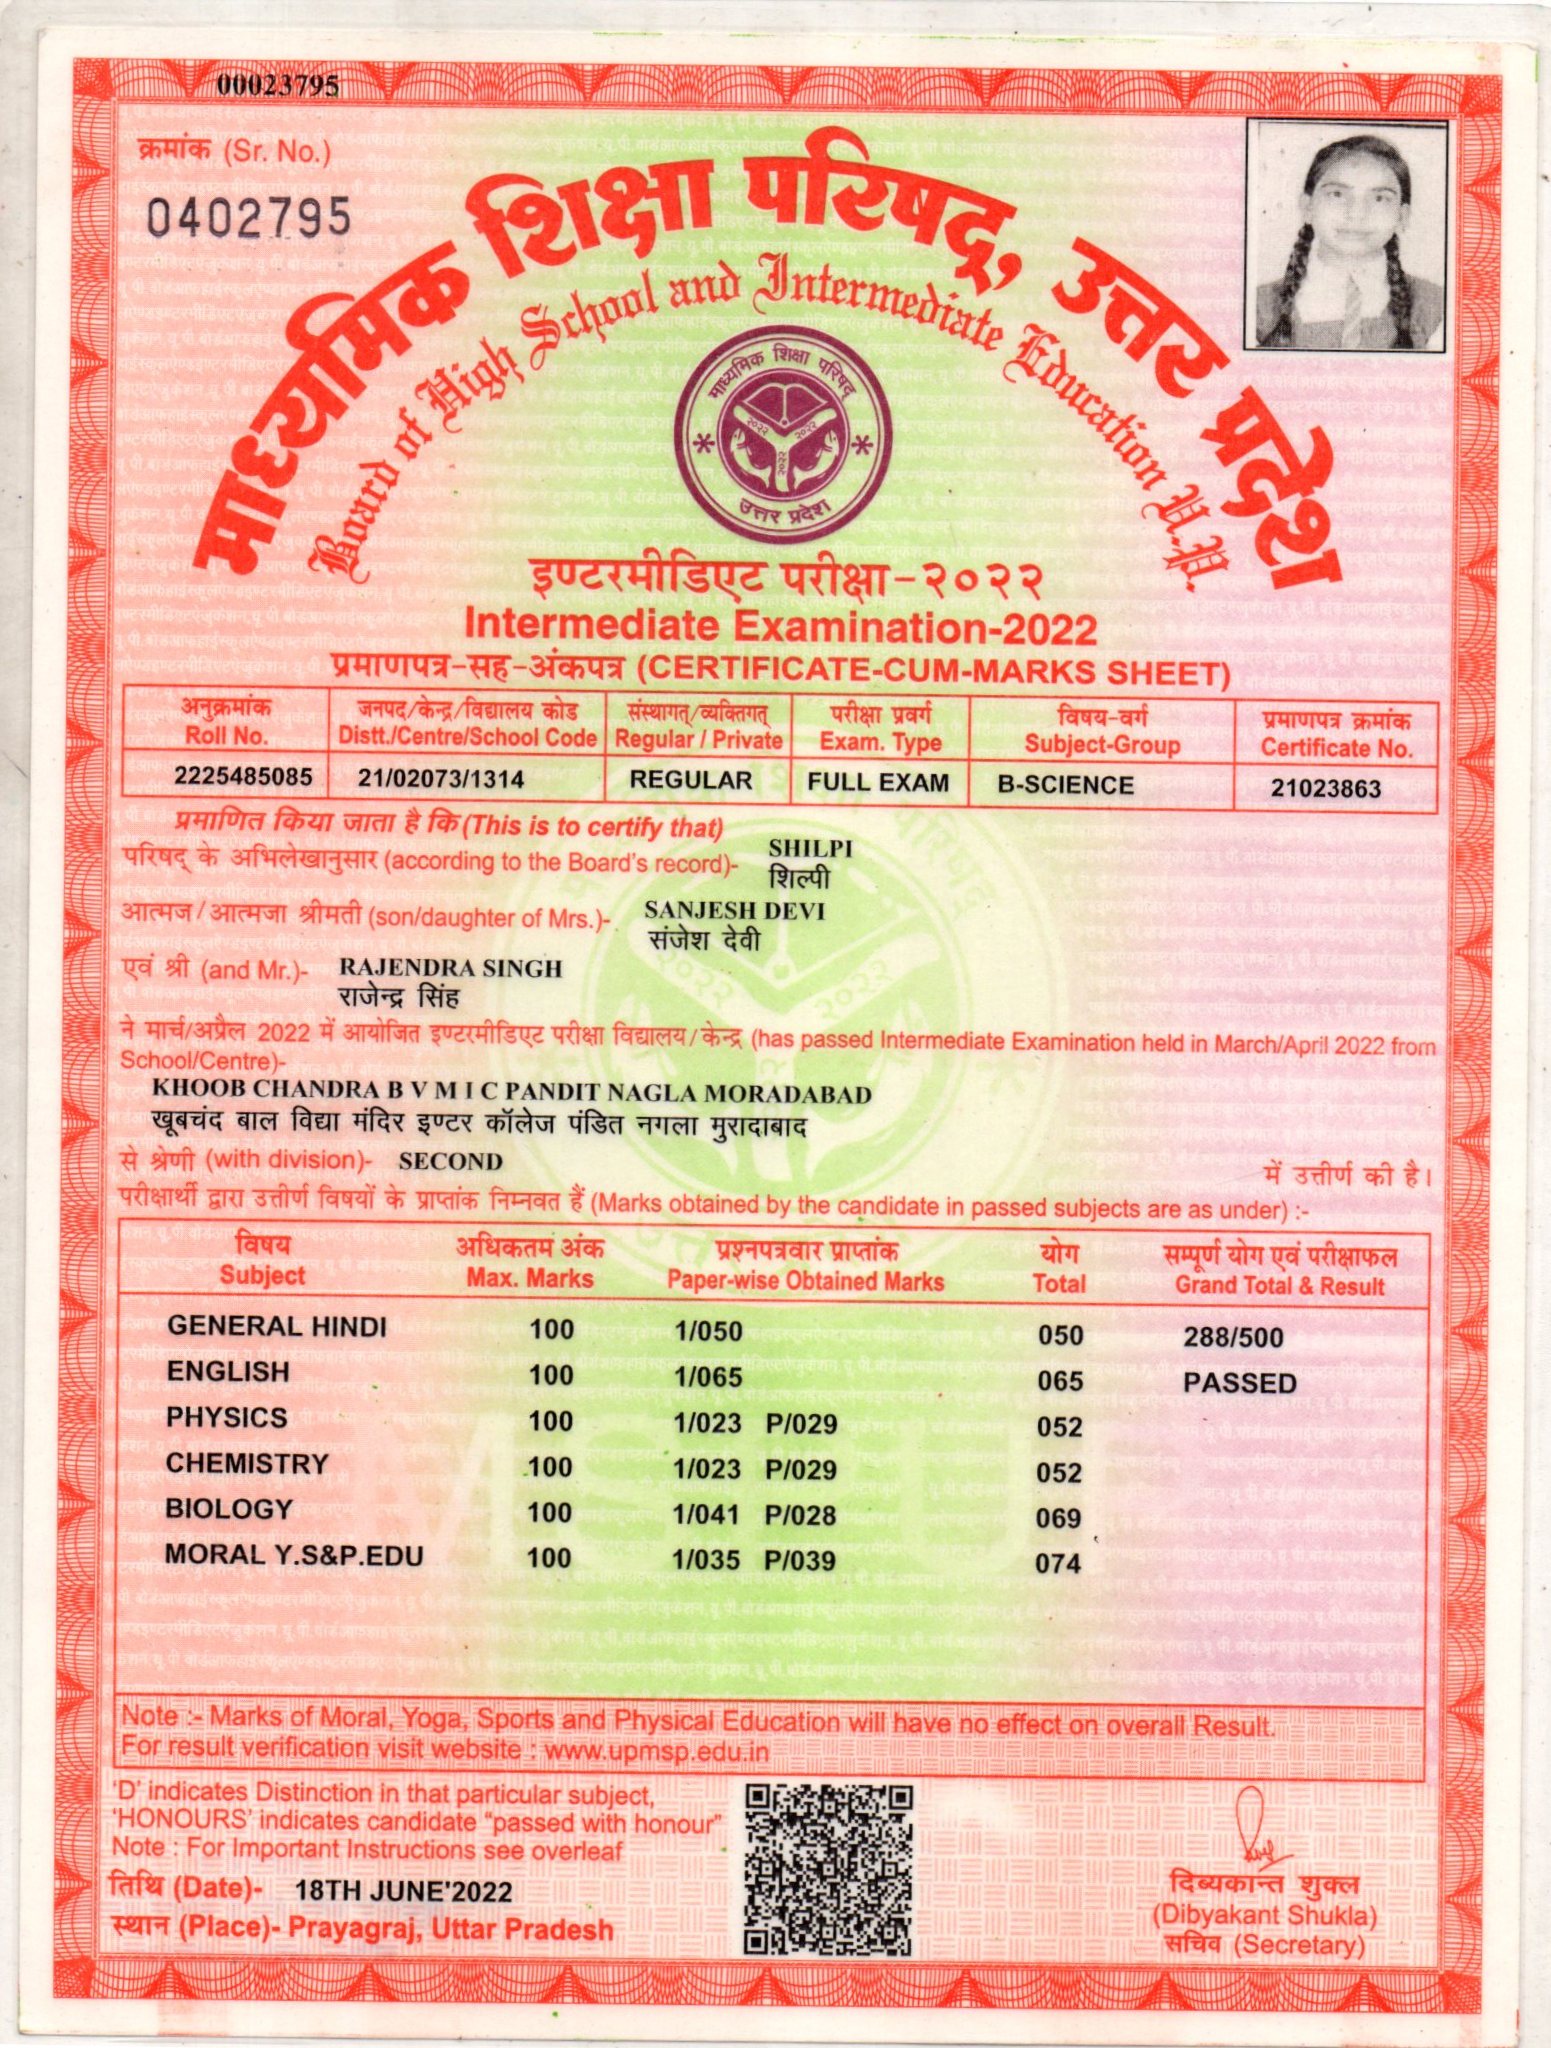 00023795
क्रमांक (Sr. No.)
0402795
माध्यमिक शिक्षा परिषद्, उत्तर प्रदेश
Board of High School and Intermediate Education U.P.
माध्यमिक शिक्षा परिषद्
२०२२ २०२२
२०२२
उत्तर प्रदेश
इण्टरमीडिएट परीक्षा-२०२२
Intermediate Examination-2022
प्रमाणपत्र-सह-अंकपत्र (CERTIFICATE-CUM-MARKS SHEET)
अनुक्रमांक जनपद/केन्द्र/विद्यालय कोड संस्थागत्/व्यक्तिगत् परीक्षा प्रवर्ग विषय-वर्ग प्रमाणपत्र क्रमांक
Roll No. Distt./Centre/School Code Regular / Private Exam. Type Subject-Group Certificate No.
2225485085 21/02073/1314 REGULAR FULL EXAM B-SCIENCE 21023863
प्रमाणित किया जाता है कि (This is to certify that)
परिषद् के अभिलेखानुसार (according to the Board's record)- SHILPI
शिल्पी
आत्मज/आत्मजा श्रीमती (son/daughter of Mrs.)- SANJESH DEVI
संजेश देवी
एवं श्री (and Mr.)- RAJENDRA SINGH
राजेन्द्र सिंह
ने मार्च/अप्रैल 2022 में आयोजित इण्टरमीडिएट परीक्षा विद्यालय/केन्द्र (has passed Intermediate Examination held in March/April 2022 from
School/Centre)-
KHOOB CHANDRA B V M I C PANDIT NAGLA MORADABAD
खूबचंद बाल विद्या मंदिर इण्टर कॉलेज पंडित नगला मुरादाबाद
से श्रेणी (with division)- SECOND में उत्तीर्ण की है।
परीक्षार्थी द्वारा उत्तीर्ण विषयों के प्राप्तांक निम्नवत हैं (Marks obtained by the candidate in passed subjects are as under) :-
विषय अधिकतम अंक प्रश्नपत्रवार प्राप्तांक योग सम्पूर्ण योग एवं परीक्षाफल
Subject Max. Marks Paper-wise Obtained Marks Total Grand Total & Result
GENERAL HINDI 100 1/050 050 288/500
ENGLISH 100 1/065 065 PASSED
PHYSICS 100 1/023 P/029 052
CHEMISTRY 100 1/023 P/029 052
BIOLOGY 100 1/041 P/028 069
MORAL Y.S&P.EDU 100 1/035 P/039 074
Note :- Marks of Moral, Yoga, Sports and Physical Education will have no effect on overall Result.
For result verification visit website : www.upmsp.edu.in
'D' indicates Distinction in that particular subject,
'HONOURS' indicates candidate "passed with honour"
Note : For Important Instructions see overleaf
तिथि (Date)- 18TH JUNE'2022
स्थान (Place)- Prayagraj, Uttar Pradesh
दिब्यकान्त शुक्ल
(Dibyakant Shukla)
सचिव (Secretary)